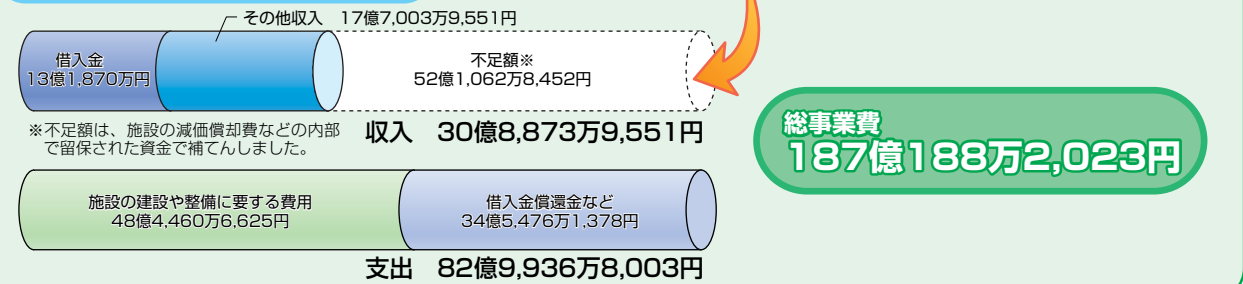 その他収入 17億7,003万9,551円
借入金
13億1,870万円
不足額※
52億1,062万8,452円
※不足額は、施設の減価償却費などの内部
で留保された資金で補てんしました。
収入 30億8,873万9,551円
総事業費
187億188万2,023円
施設の建設や整備に要する費用
48億4,460万6,625円
借入金償還金など
34億5,476万1,378円
支出 82億9,936万8,003円